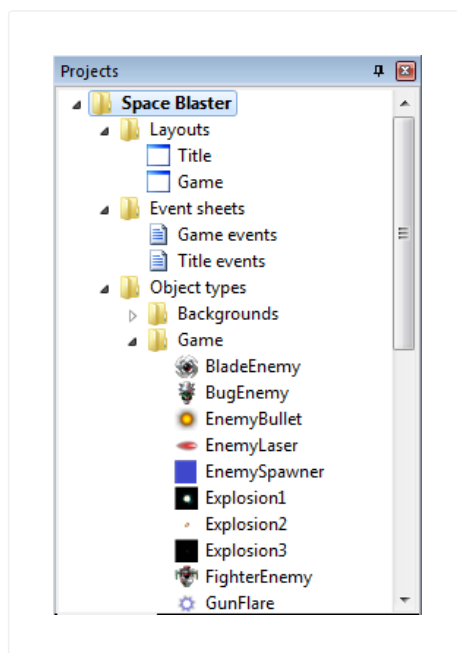 Projects
Space Blaster
Layouts
Title
Game
Event sheets
Game events
Title events
Object types
Backgrounds
Game
BladeEnemy
BugEnemy
EnemyBullet
EnemyLaser
EnemySpawner
Explosion1
Explosion2
Explosion3
FighterEnemy
GunFlare